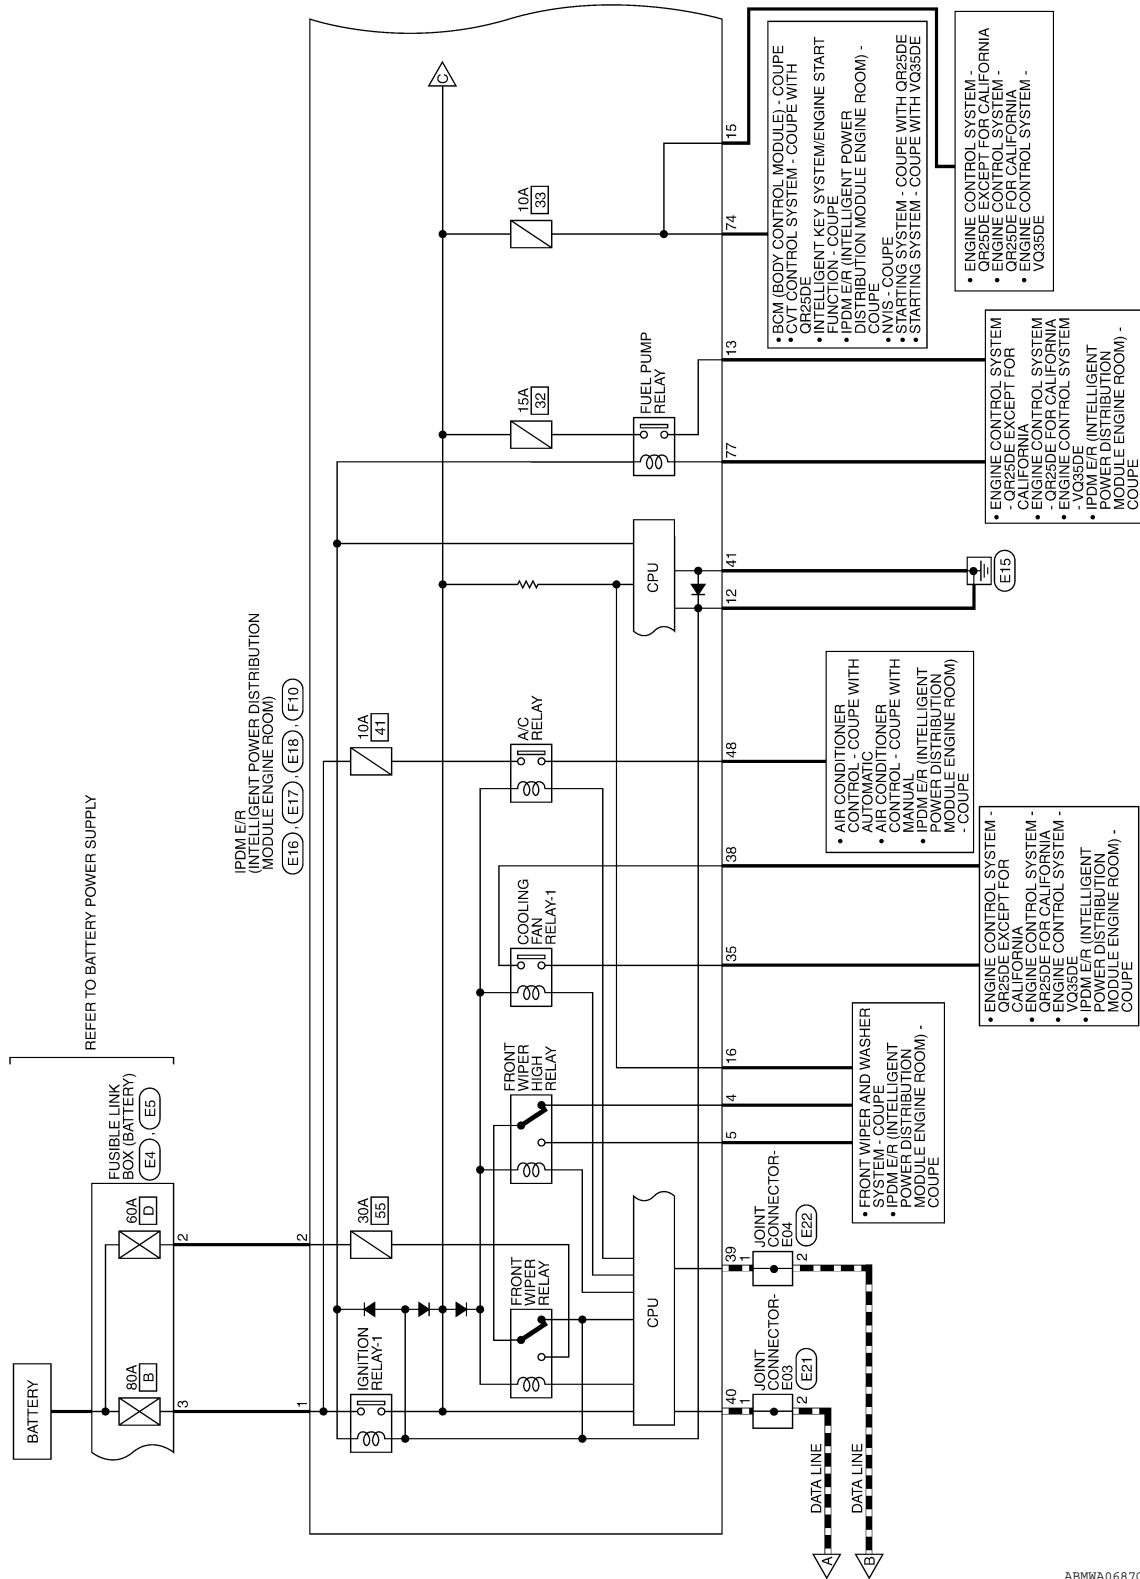 BATTERY
REFER TO BATTERY POWER SUPPLY
FUSIBLE LINK
BOX (BATTERY)
E4 , E5
80A
B
60A
D
3
2
IPDM E/R
(INTELLIGENT POWER DISTRIBUTION
MODULE ENGINE ROOM)
E16 , E17 , E18 , F10
1
2
IGNITION
RELAY-1
30A
55
10A
41
15A
32
10A
33
C
FRONT
WIPER
RELAY
FRONT
WIPER
HIGH
RELAY
COOLING
FAN
RELAY-1
A/C
RELAY
FUEL PUMP
RELAY
CPU
CPU
40
39
5
4
16
35
38
48
12
41
77
13
74
15
1
JOINT
CONNECTOR-
E03
E21
2
1
JOINT
CONNECTOR-
E04
E22
2
DATA LINE
DATA LINE
A
B
• FRONT WIPER AND WASHER
SYSTEM - COUPE
• IPDM E/R (INTELLIGENT
POWER DISTRIBUTION
MODULE ENGINE ROOM) -
COUPE
• ENGINE CONTROL SYSTEM -
QR25DE EXCEPT FOR
CALIFORNIA
• ENGINE CONTROL SYSTEM -
QR25DE FOR CALIFORNIA
• ENGINE CONTROL SYSTEM -
VQ35DE
• IPDM E/R (INTELLIGENT
POWER DISTRIBUTION
MODULE ENGINE ROOM) -
COUPE
• AIR CONDITIONER
CONTROL - COUPE WITH
AUTOMATIC
• AIR CONDITIONER
CONTROL - COUPE WITH
MANUAL
• IPDM E/R (INTELLIGENT
POWER DISTRIBUTION
MODULE ENGINE ROOM)
- COUPE
E15
• ENGINE CONTROL SYSTEM
- QR25DE EXCEPT FOR
CALIFORNIA
• ENGINE CONTROL SYSTEM
- QR25DE FOR CALIFORNIA
• ENGINE CONTROL SYSTEM
- VQ35DE
• IPDM E/R (INTELLIGENT
POWER DISTRIBUTION
MODULE ENGINE ROOM) -
COUPE
• BCM (BODY CONTROL MODULE) - COUPE
• CVT CONTROL SYSTEM - COUPE WITH
QR25DE
• INTELLIGENT KEY SYSTEM/ENGINE START
FUNCTION - COUPE
• IPDM E/R (INTELLIGENT POWER
DISTRIBUTION MODULE ENGINE ROOM) -
COUPE
• NVIS - COUPE
• STARTING SYSTEM - COUPE WITH QR25DE
• STARTING SYSTEM - COUPE WITH VQ35DE
• ENGINE CONTROL SYSTEM -
QR25DE EXCEPT FOR CALIFORNIA
• ENGINE CONTROL SYSTEM -
QR25DE FOR CALIFORNIA
• ENGINE CONTROL SYSTEM -
VQ35DE